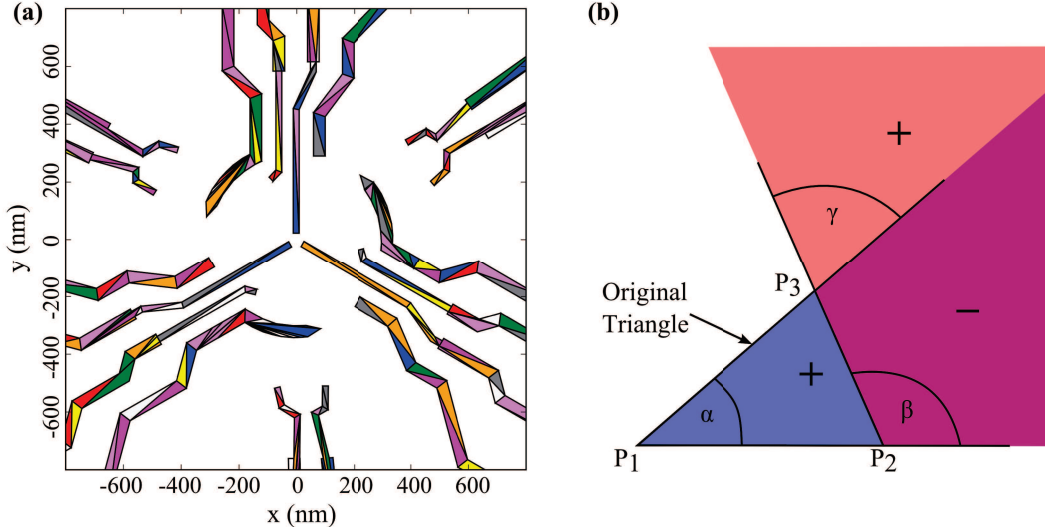 (a)
(b)
y (nm)
600
400
200
0
-200
-400
-600
-600
-400
-200
0
200
400
600
x (nm)
+
γ
P3
Original
Triangle
−
+
α
β
P1
P2